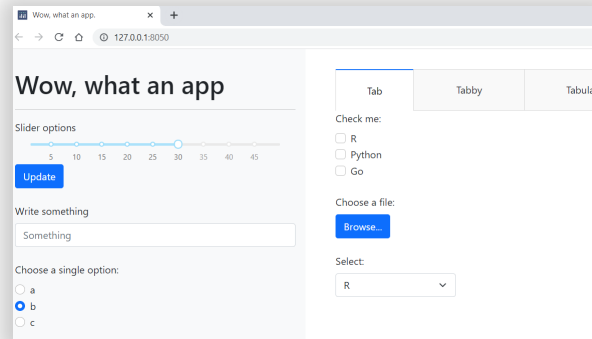 Wow, what an app.
127.0.0.1:8050
Wow, what an app
Slider options
5 10 15 20 25 30 35 40 45
Update
Write something
Something
Choose a single option:
a
b
c
Tab Tabby Tabula
Check me:
R
Python
Go
Choose a file:
Browse...
Select:
R